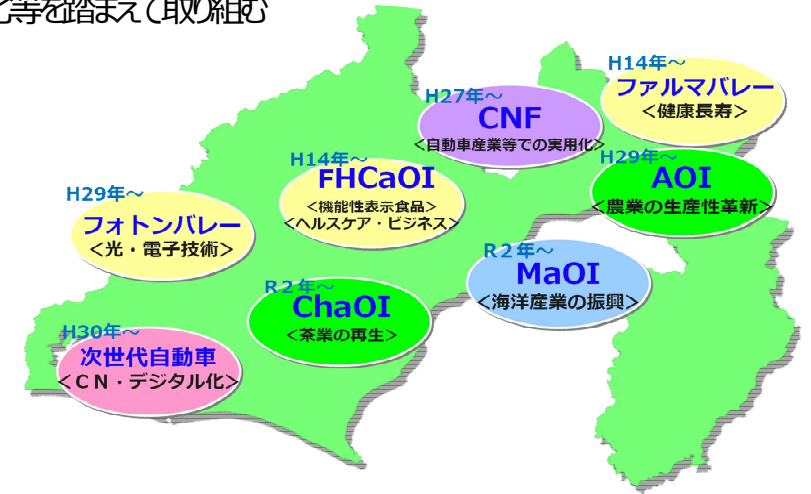 等を踏まえて取り組む
H14年～
ファルマバレー
＜健康長寿＞
H27年～
CNF
＜自動車産業等での実用化＞
H29年～
AOI
＜農業の生産性革新＞
H14年～
FHCaOI
＜機能性表示食品＞
＜ヘルスケア・ビジネス＞
H29年～
フォトンバレー
＜光・電子技術＞
R２年～
MaOI
＜海洋産業の振興＞
R２年～
ChaOI
＜茶業の再生＞
H30年～
次世代自動車
＜ＣＮ・デジタル化＞